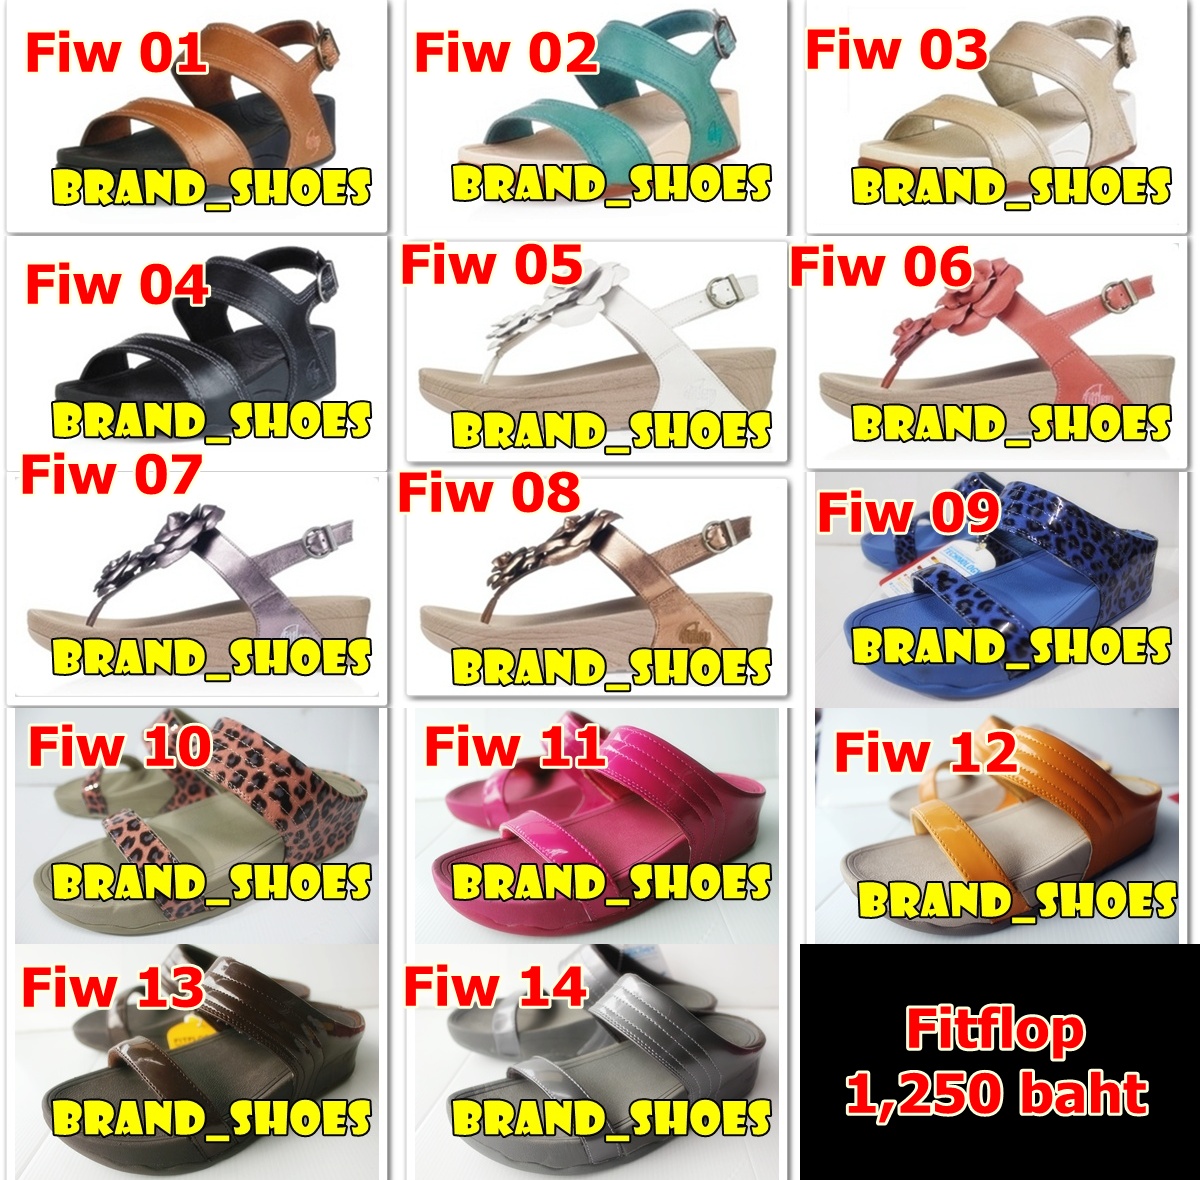 Fiw 01
BRAND_SHOES
Fiw 02
BRAND_SHOES
Fiw 03
BRAND_SHOES
Fiw 04
BRAND_SHOES
Fiw 05
BRAND_SHOES
Fiw 06
BRAND_SHOES
Fiw 07
BRAND_SHOES
Fiw 08
BRAND_SHOES
Fiw 09
BRAND_SHOES
Fiw 10
BRAND_SHOES
Fiw 11
BRAND_SHOES
Fiw 12
BRAND_SHOES
Fiw 13
FITFLOP
BRAND_SHOES
Fiw 14
BRAND_SHOES
Fitflop
1,250 baht